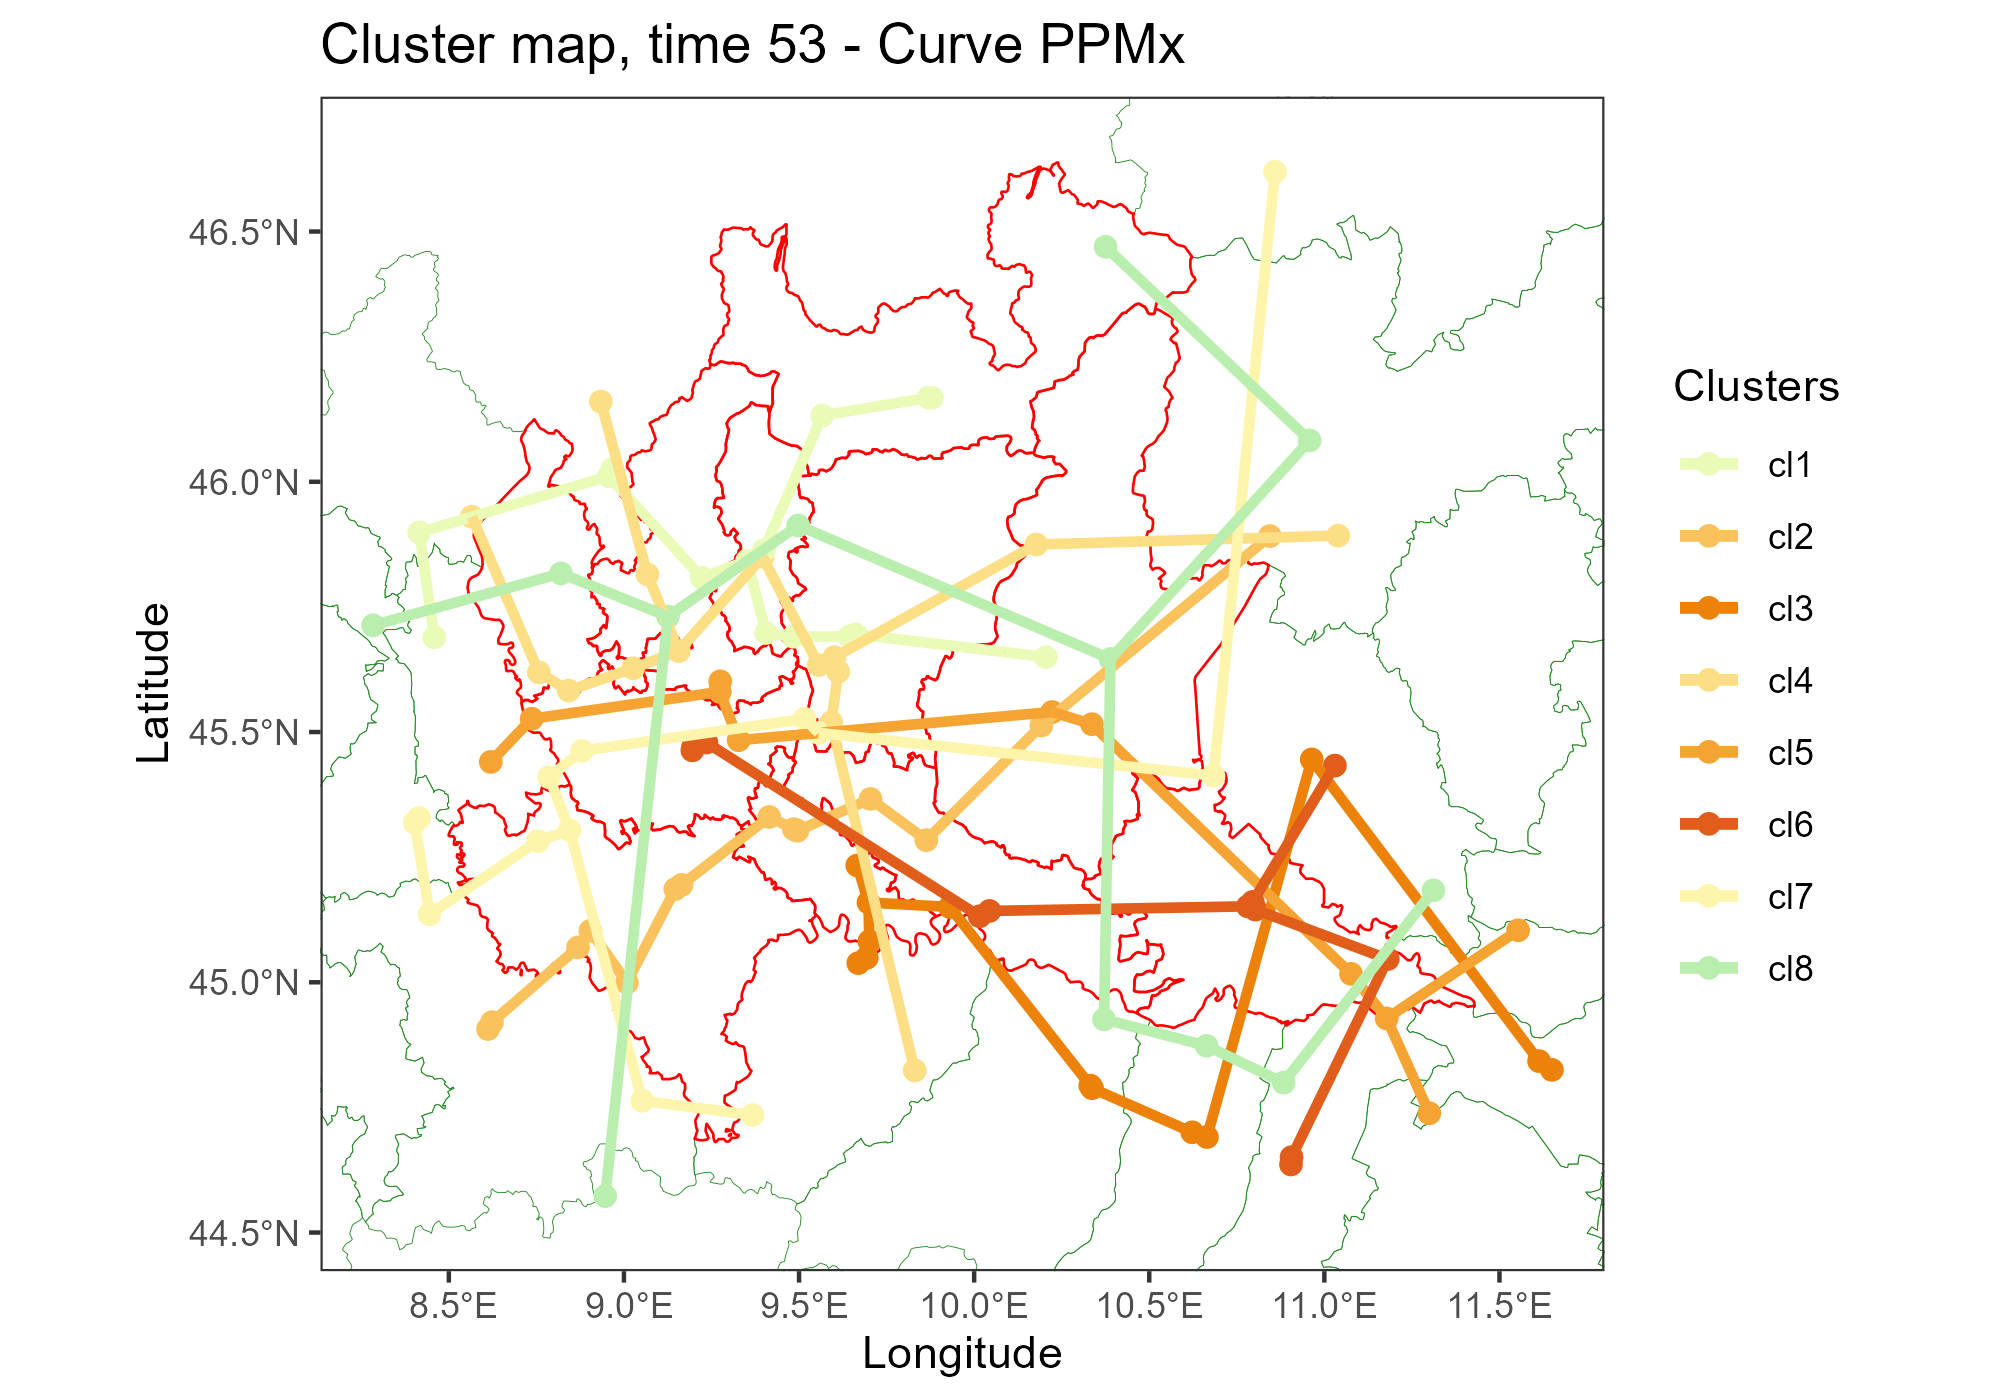 Cluster map, time 53 - Curve PPMx
46.5°N
46.0°N
45.5°N
45.0°N
44.5°N
Latitude
8.5°E
9.0°E
9.5°E
10.0°E
10.5°E
11.0°E
11.5°E
Longitude
Clusters
cl1
cl2
cl3
cl4
cl5
cl6
cl7
cl8